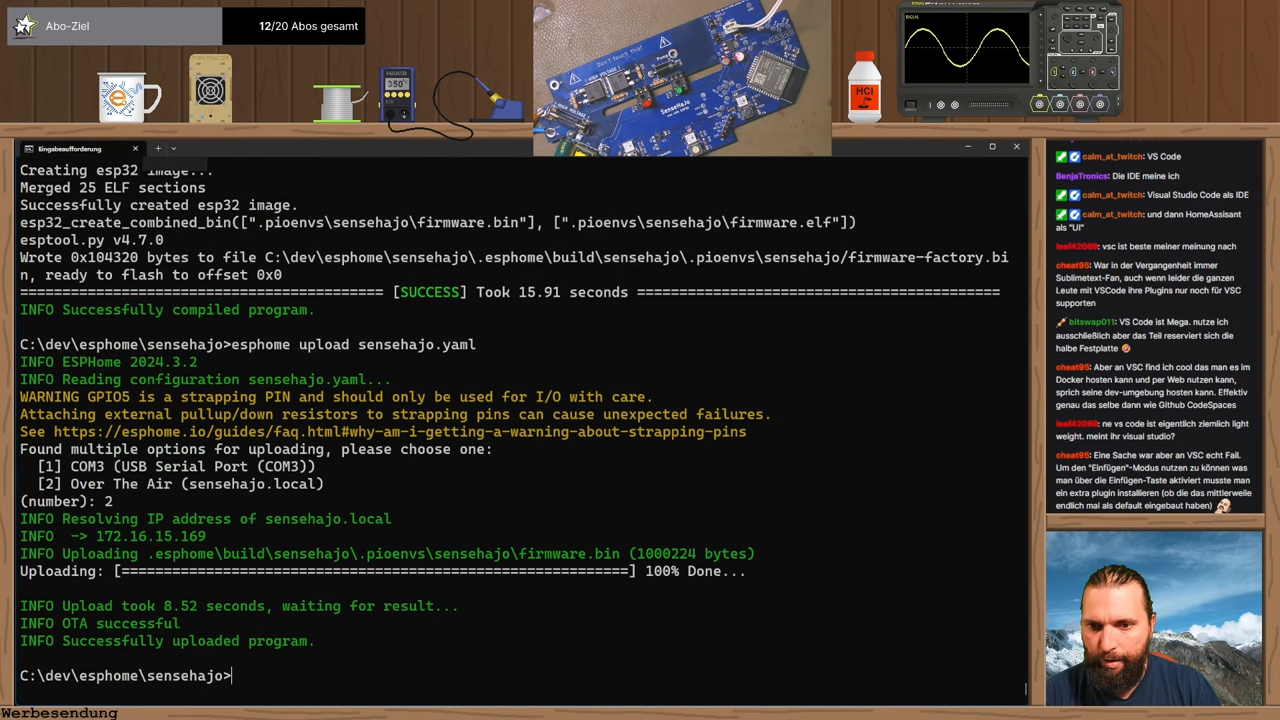 Abo-Ziel
12/20 Abos gesamt
Don't touch this!
SenseHaJo
HAKKO
350°
HCl
Eingabeaufforderung
Creating esp32 image...
Merged 25 ELF sections
Successfully created esp32 image.
esp32_create_combined_bin([".pioenvs\sensehajo\firmware.bin"], [".pioenvs\sensehajo\firmware.elf"])
esptool.py v4.7.0
Wrote 0x104320 bytes to file C:\dev\esphome\sensehajo\.esphome\build\sensehajo\.pioenvs\sensehajo/firmware-factory.bi
n, ready to flash to offset 0x0
=========================================== [SUCCESS] Took 15.91 seconds ===========================================
INFO Successfully compiled program.
C:\dev\esphome\sensehajo>esphome upload sensehajo.yaml
INFO ESPHome 2024.3.2
INFO Reading configuration sensehajo.yaml...
WARNING GPIO5 is a strapping PIN and should only be used for I/O with care.
Attaching external pullup/down resistors to strapping pins can cause unexpected failures.
See https://esphome.io/guides/faq.html#why-am-i-getting-a-warning-about-strapping-pins
Found multiple options for uploading, please choose one:
[1] COM3 (USB Serial Port (COM3))
[2] Over The Air (sensehajo.local)
(number): 2
INFO Resolving IP address of sensehajo.local
INFO  -> 172.16.15.169
INFO Uploading .esphome\build\sensehajo\.pioenvs\sensehajo\firmware.bin (1000224 bytes)
Uploading: [============================================================] 100% Done...
INFO Upload took 8.52 seconds, waiting for result...
INFO OTA successful
INFO Successfully uploaded program.
C:\dev\esphome\sensehajo>
calm_at_twitch: VS Code
BenjaTronics: Die IDE meine ich
calm_at_twitch: Visual Studio Code als IDE
calm_at_twitch: und dann HomeAssisant
als "UI"
leef42069: vsc ist beste meiner meinung nach
cheat95: War in der Vergangenheit immer
Sublimetext-Fan, auch wenn leider die ganzen
Leute mit VSCode ihre Plugins nur noch für VSC
supporten
bitswap011: VS Code ist Mega. nutze ich
ausschließlich aber das Teil reserviert sich die
halbe Festplatte 🤣
cheat95: Aber an VSC find ich cool das man es im
Docker hosten kann und per Web nutzen kann,
sprich seine dev-umgebung hosten kann. Effektiv
genau das selbe dann wie Github CodeSpaces
leef42069: ne vs code ist eigentlich ziemlich light
weight. meint ihr visual studio?
cheat95: Eine Sache war aber an VSC echt Fail.
Um den "Einfügen"-Modus nutzen zu können was
man über die Einfügen-Taste aktiviert musste man
ein extra plugin installieren (ob die das mittlerweile
endlich mal als default eingebaut haben)
Werbesendung